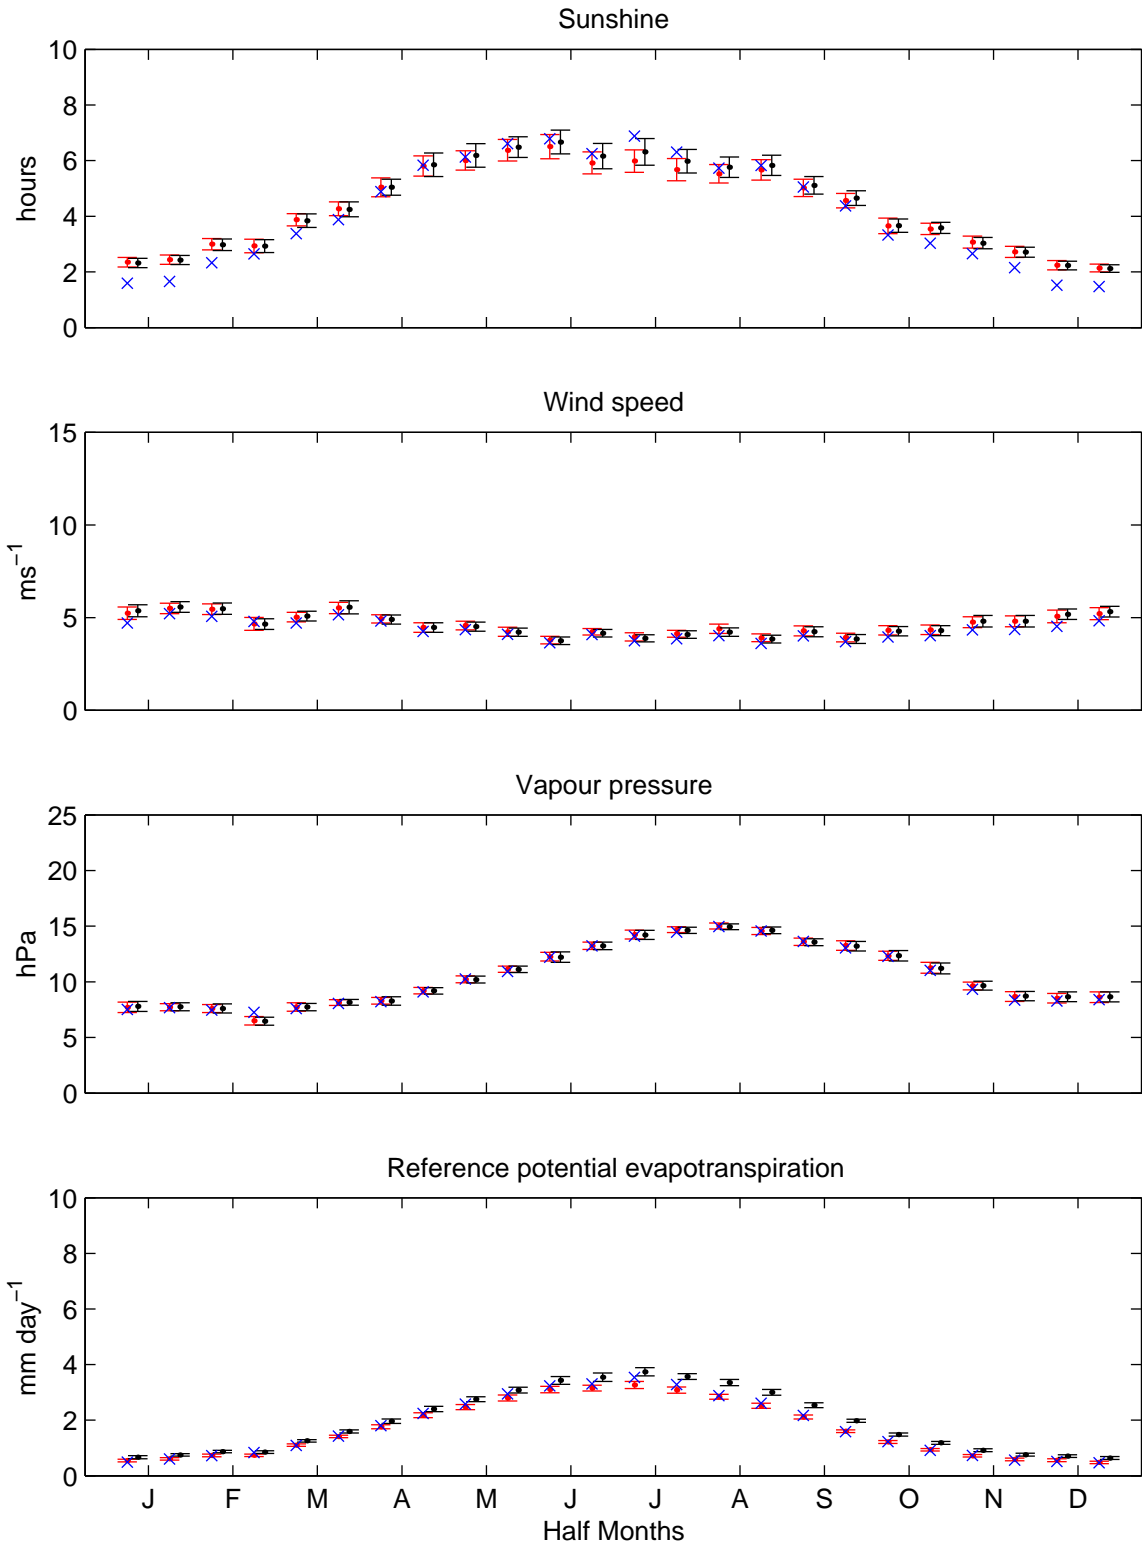 Sunshine
10
8
6
4
2
0
hours
Wind speed
15
10
5
0
ms⁻¹
Vapour pressure
25
20
15
10
5
0
hPa
Reference potential evapotranspiration
10
8
6
4
2
0
mm day⁻¹
J F M A M J J A S O N D
Half Months